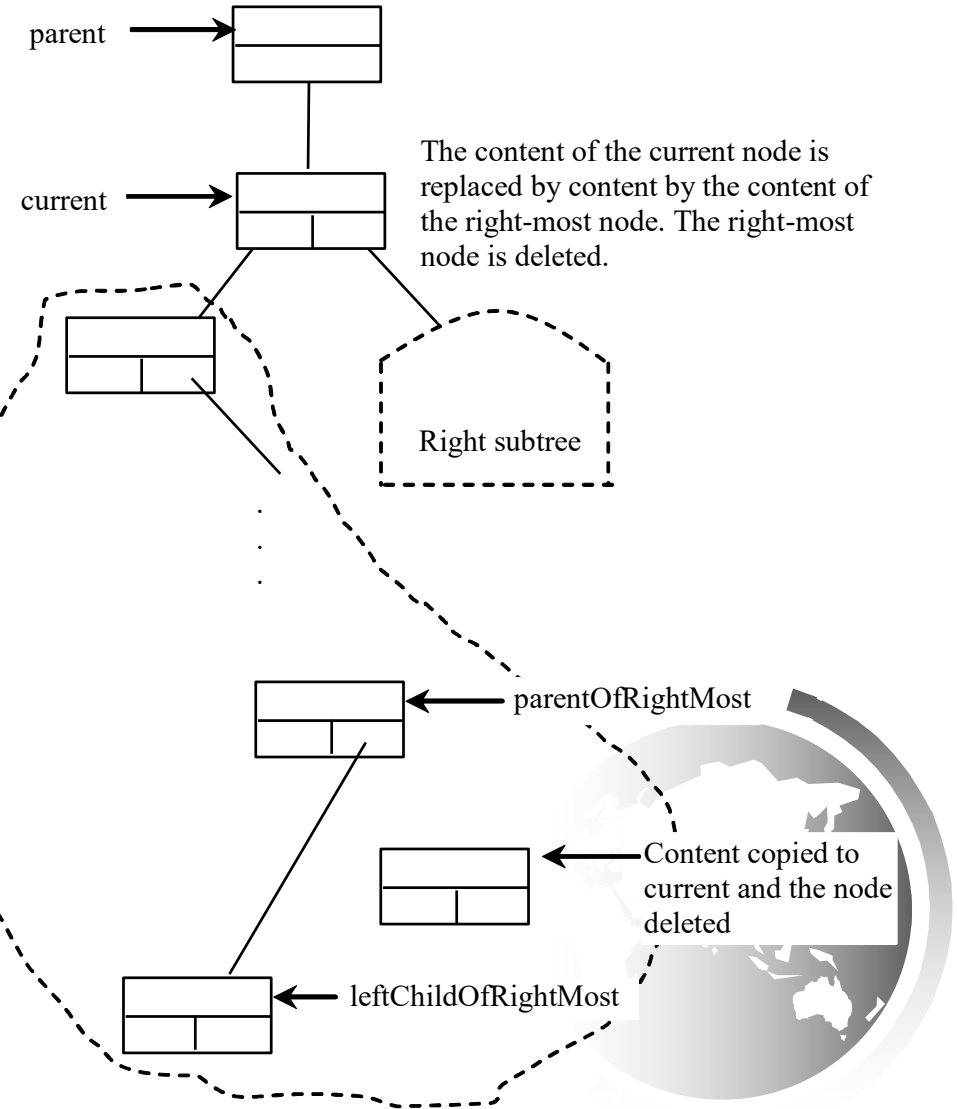 parent
current
The content of the current node is
replaced by content by the content of
the right-most node. The right-most
node is deleted.
Right subtree
.
.
.
parentOfRightMost
Content copied to
current and the node
deleted
leftChildOfRightMost